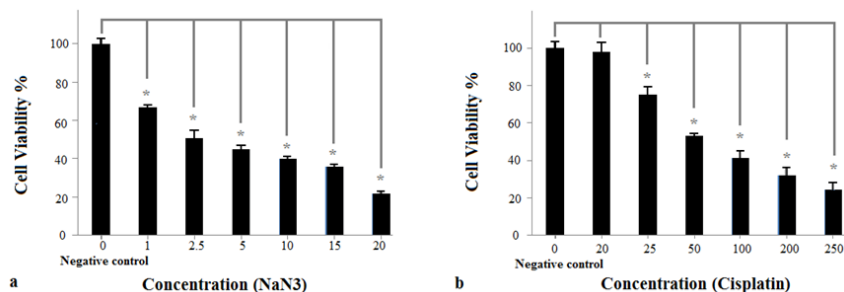 100
80
60
40
20
0
Cell Viability %
*
*
*
*
*
*
0 1 2.5 5 10 15 20
Negative control
a Concentration (NaN3)
100
80
60
40
20
0
Cell Viability %
*
*
*
*
*
0 20 25 50 100 200 250
Negative control
b Concentration (Cisplatin)